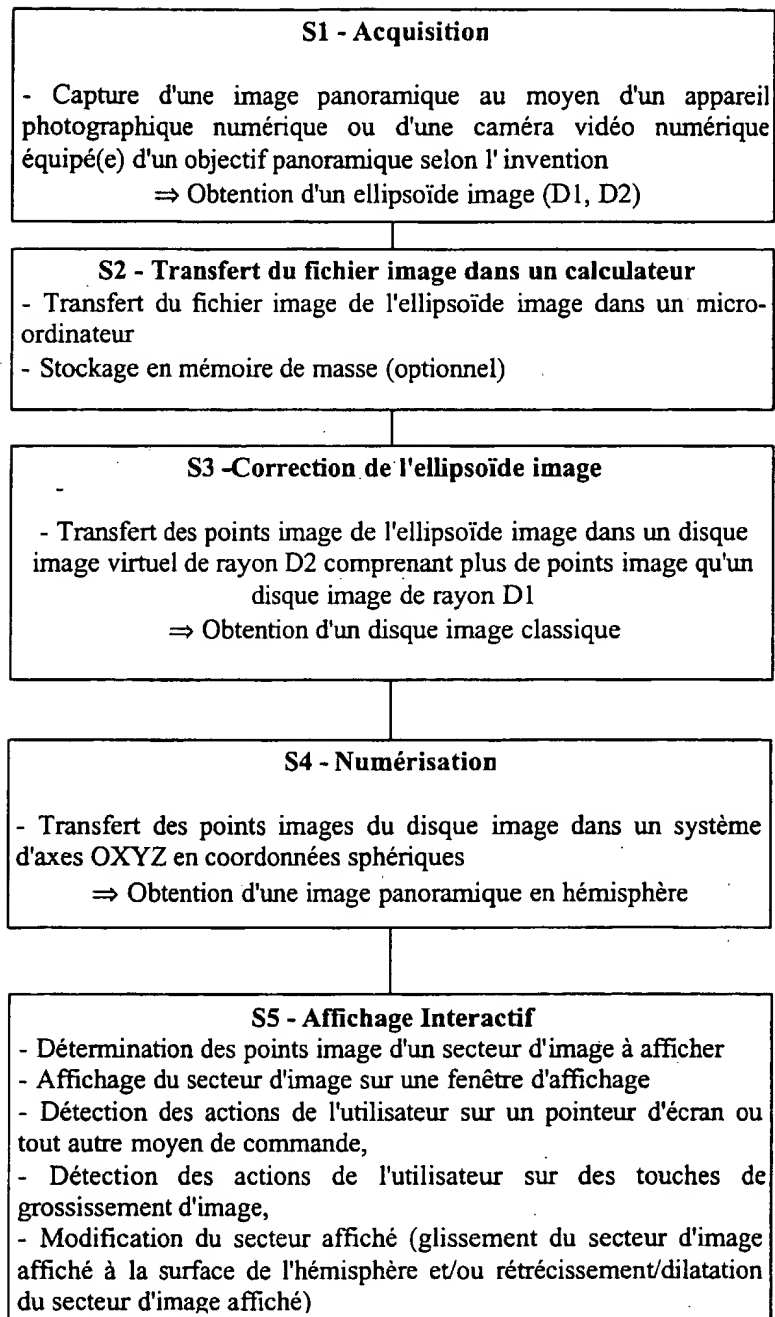 S1 - Acquisition
- Capture d'une image panoramique au moyen d'un appareil
photographique numérique ou d'une caméra vidéo numérique
équipé(e) d'un objectif panoramique selon l' invention
⇒ Obtention d'un ellipsoïde image (D1, D2)
S2 - Transfert du fichier image dans un calculateur
- Transfert du fichier image de l'ellipsoïde image dans un micro-
ordinateur
- Stockage en mémoire de masse (optionnel)
S3 -Correction de l'ellipsoïde image
- Transfert des points image de l'ellipsoïde image dans un disque
image virtuel de rayon D2 comprenant plus de points image qu'un
disque image de rayon D1
⇒ Obtention d'un disque image classique
S4 - Numérisation
- Transfert des points images du disque image dans un système
d'axes OXYZ en coordonnées sphériques
⇒ Obtention d'une image panoramique en hémisphère
S5 - Affichage Interactif
- Détermination des points image d'un secteur d'image à afficher
- Affichage du secteur d'image sur une fenêtre d'affichage
- Détection des actions de l'utilisateur sur un pointeur d'écran ou
tout autre moyen de commande,
- Détection des actions de l'utilisateur sur des touches de
grossissement d'image,
- Modification du secteur affiché (glissement du secteur d'image
affiché à la surface de l'hémisphère et/ou rétrécissement/dilatation
du secteur d'image affiché)